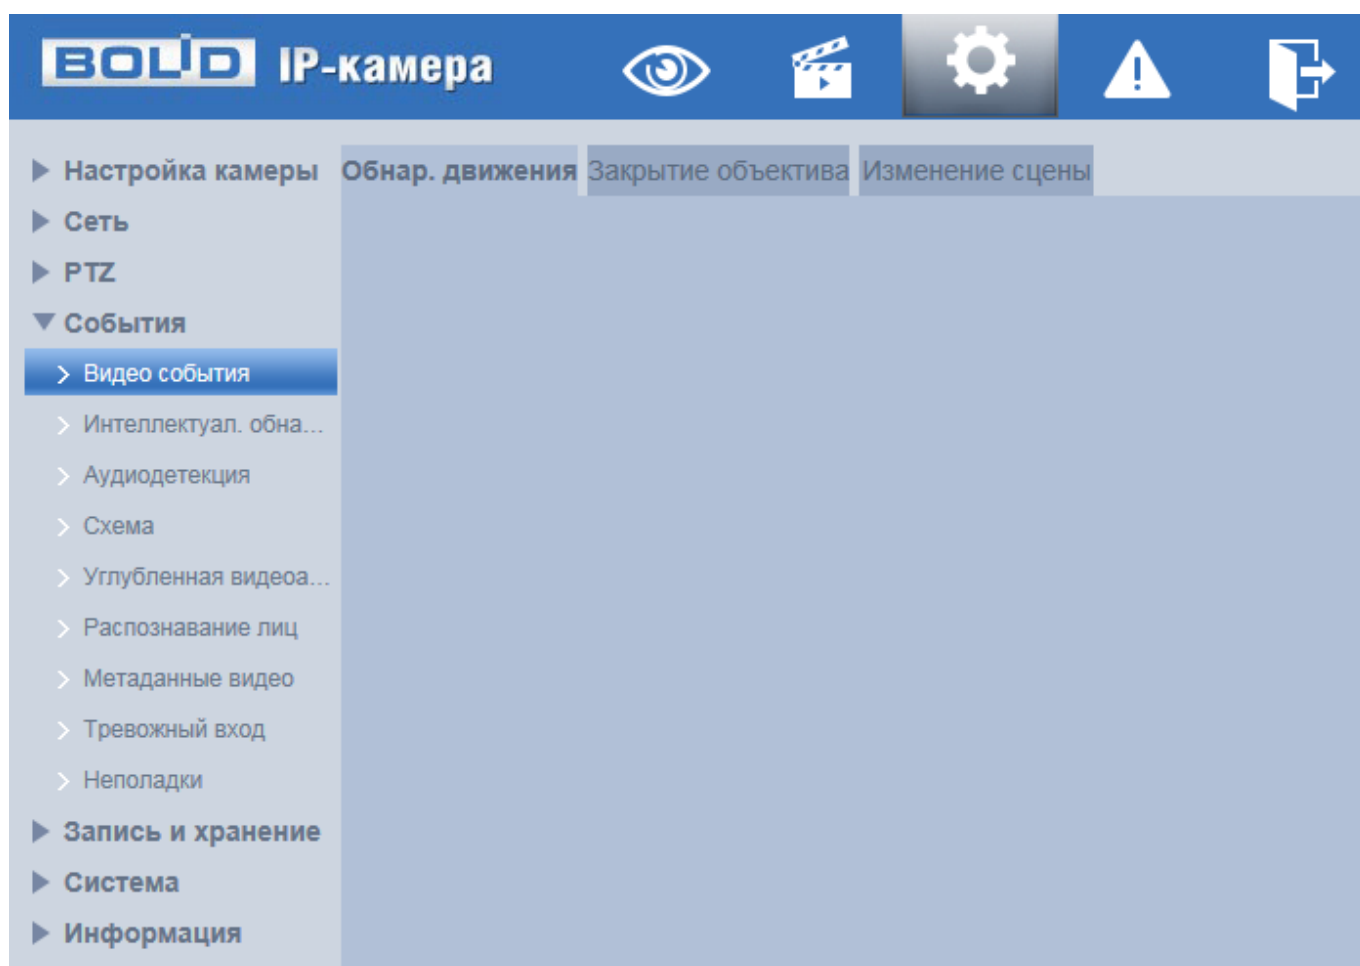 BOLID IP-камера
Настройка камеры
Сеть
PTZ
События
Видео события
Интеллектуал. обна...
Аудиодетекция
Схема
Углубленная видеоа...
Распознавание лиц
Метаданные видео
Тревожный вход
Неполадки
Запись и хранение
Система
Информация
Обнар. движения Закрытие объектива Изменение сцены